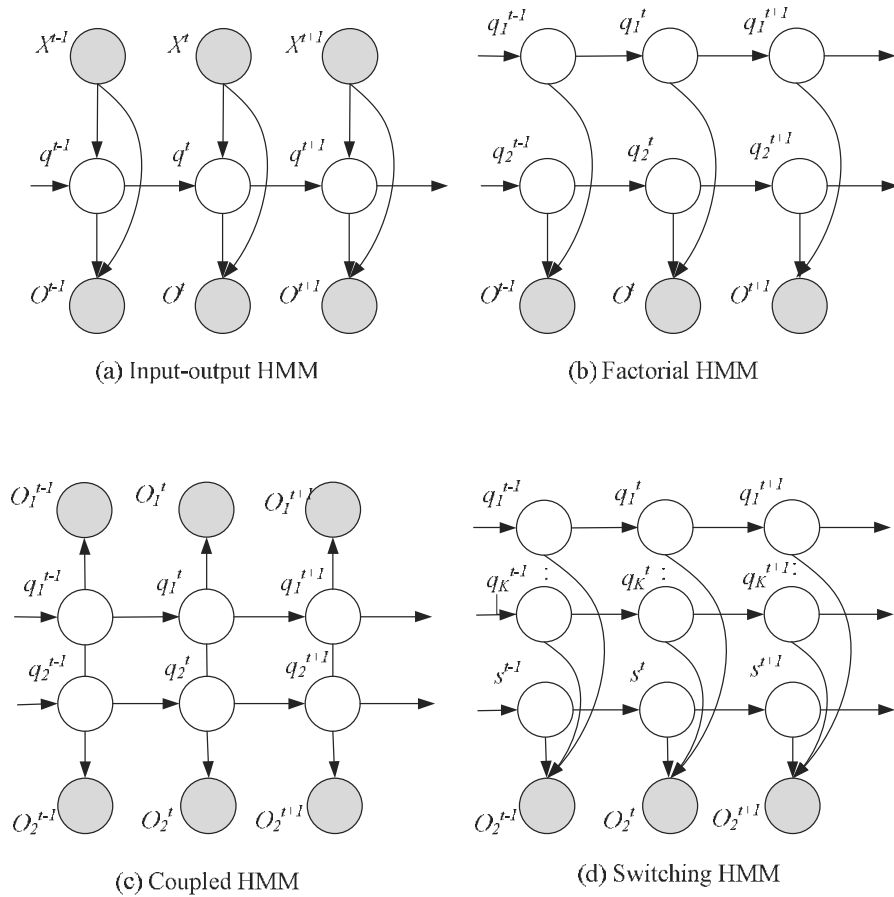 X^{t-1} X^t X^{t+1}
q^{t-1} q^t q^{t+1}
O^{t-1} O^t O^{t+1}
(a) Input-output HMM
q_1^{t-1} q_1^t q_1^{t+1}
q_2^{t-1} q_2^t q_2^{t+1}
O^{t-1} O^t O^{t+1}
(b) Factorial HMM
O_1^{t-1} O_1^t O_1^{t+1}
q_1^{t-1} q_1^t q_1^{t+1}
q_2^{t-1} q_2^t q_2^{t+1}
O_2^{t-1} O_2^t O_2^{t+1}
(c) Coupled HMM
q_1^{t-1} q_1^t q_1^{t+1}
q_K^{t-1} q_K^t q_K^{t+1}
s^{t-1} s^t s^{t+1}
O_2^{t-1} O_2^t O_2^{t+1}
(d) Switching HMM